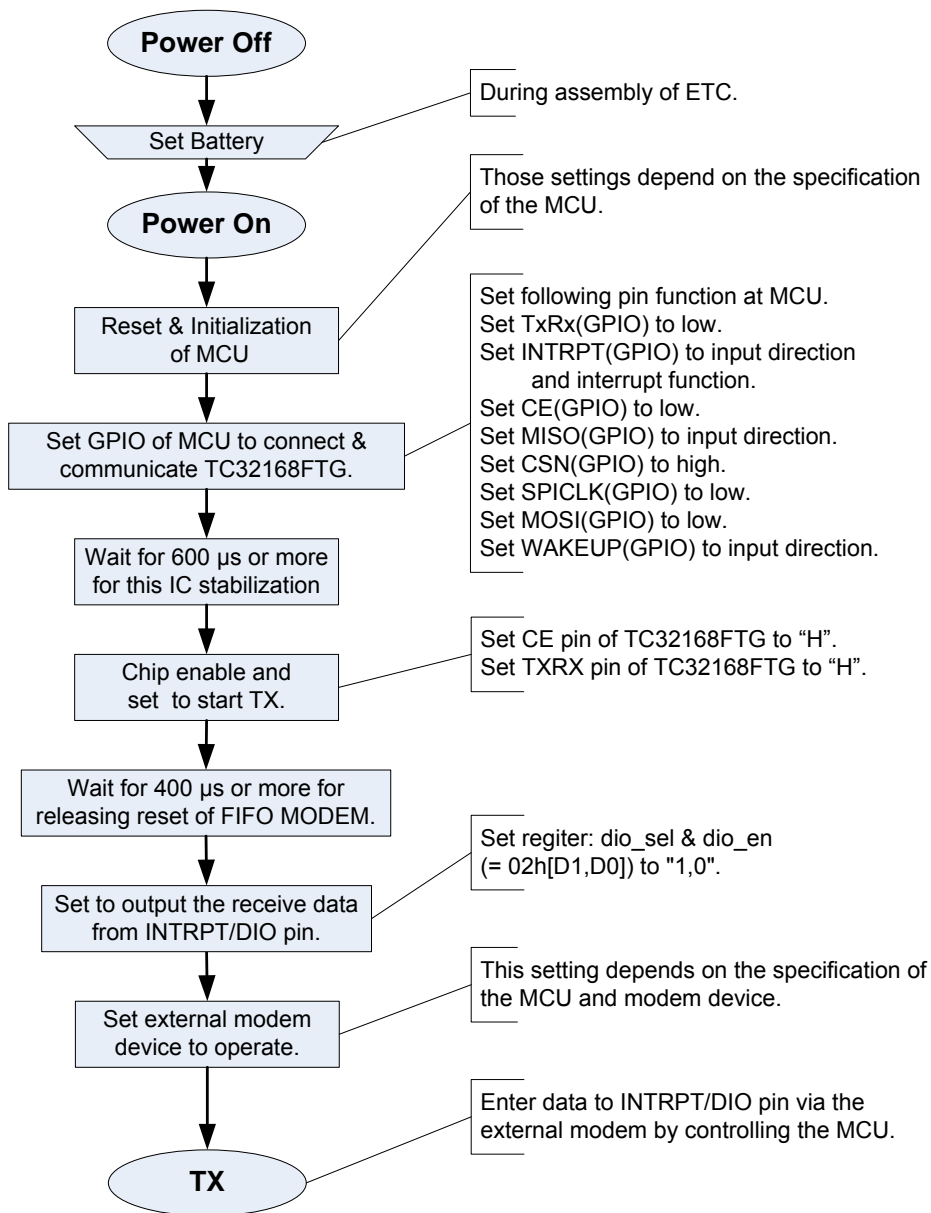 Power Off
During assembly of ETC.
Set Battery
Those settings depend on the specification
of the MCU.
Power On
Reset & Initialization
of MCU
Set following pin function at MCU.
Set TxRx(GPIO) to low.
Set INTRPT(GPIO) to input direction
and interrupt function.
Set CE(GPIO) to low.
Set MISO(GPIO) to input direction.
Set CSN(GPIO) to high.
Set SPICLK(GPIO) to low.
Set MOSI(GPIO) to low.
Set WAKEUP(GPIO) to input direction.
Set GPIO of MCU to connect &
communicate TC32168FTG.
Wait for 600 µs or more
for this IC stabilization
Set CE pin of TC32168FTG to “H”.
Set TXRX pin of TC32168FTG to “H”.
Chip enable and
set to start TX.
Wait for 400 µs or more for
releasing reset of FIFO MODEM.
Set regiter: dio_sel & dio_en
(= 02h[D1,D0]) to "1,0".
Set to output the receive data
from INTRPT/DIO pin.
This setting depends on the specification of
the MCU and modem device.
Set external modem
device to operate.
Enter data to INTRPT/DIO pin via the
external modem by controlling the MCU.
TX